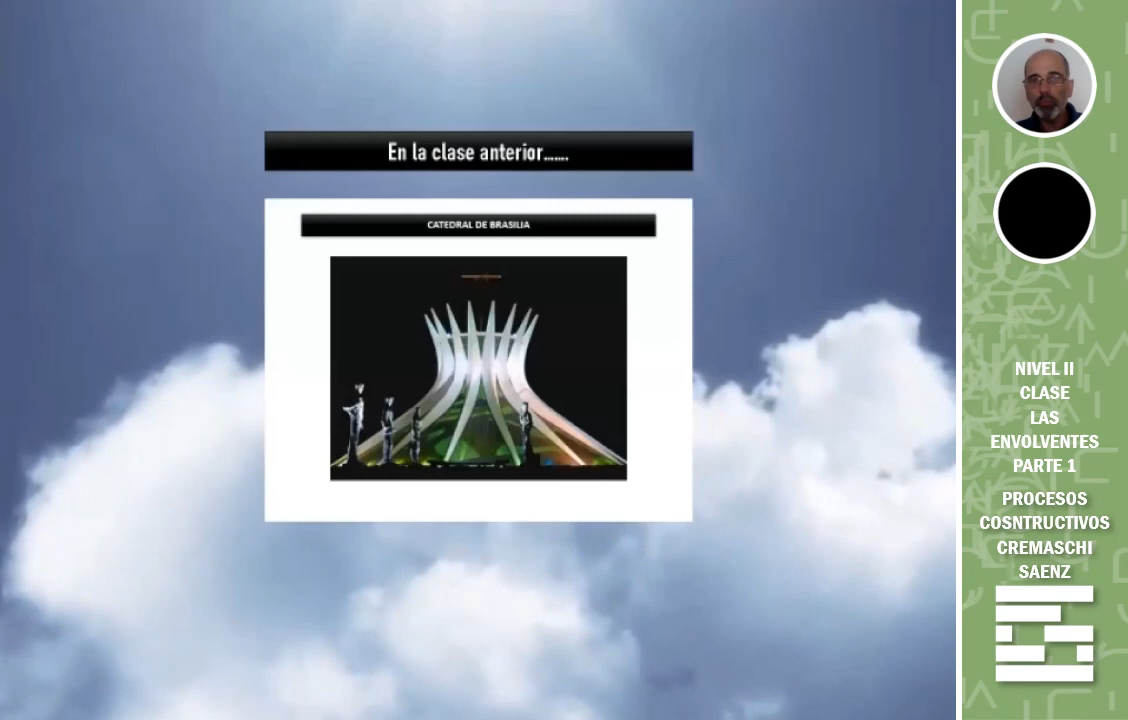 En la clase anterior.......
CATEDRAL DE BRASILIA
NIVEL II
CLASE
LAS
ENVOLVENTES
PARTE 1
PROCESOS
COSNTRUCTIVOS
CREMASCHI
SAENZ